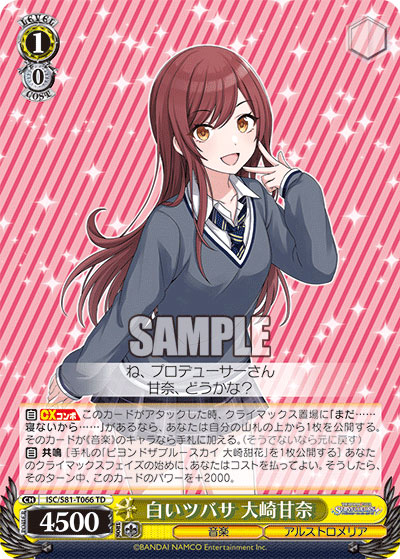 LEVEL
1
0
COST
SAMPLE
ね、プロデューサーさん
甘奈、どうかな?
【自】 CXコンボ このカードがアタックした時、クライマックス置場に「まだ……
寝ないから……」があるなら、あなたは自分の山札の上から1枚を公開する。
そのカードが《音楽》のキャラなら手札に加える。(そうでないなら元に戻す)
【自】 共鳴 [手札の「ビヨンドザブルースカイ 大崎甜花」を1枚公開する] あなた
のクライマックスフェイズの始めに、あなたはコストを払ってよい。そうした
ら、そのターン中、このカードのパワーを+2000。
CH ISC/S81-T066 TD
POWER
4500
白いツバサ 大崎甘奈
音楽
アルストロメリア
©BANDAI NAMCO Entertainment Inc.